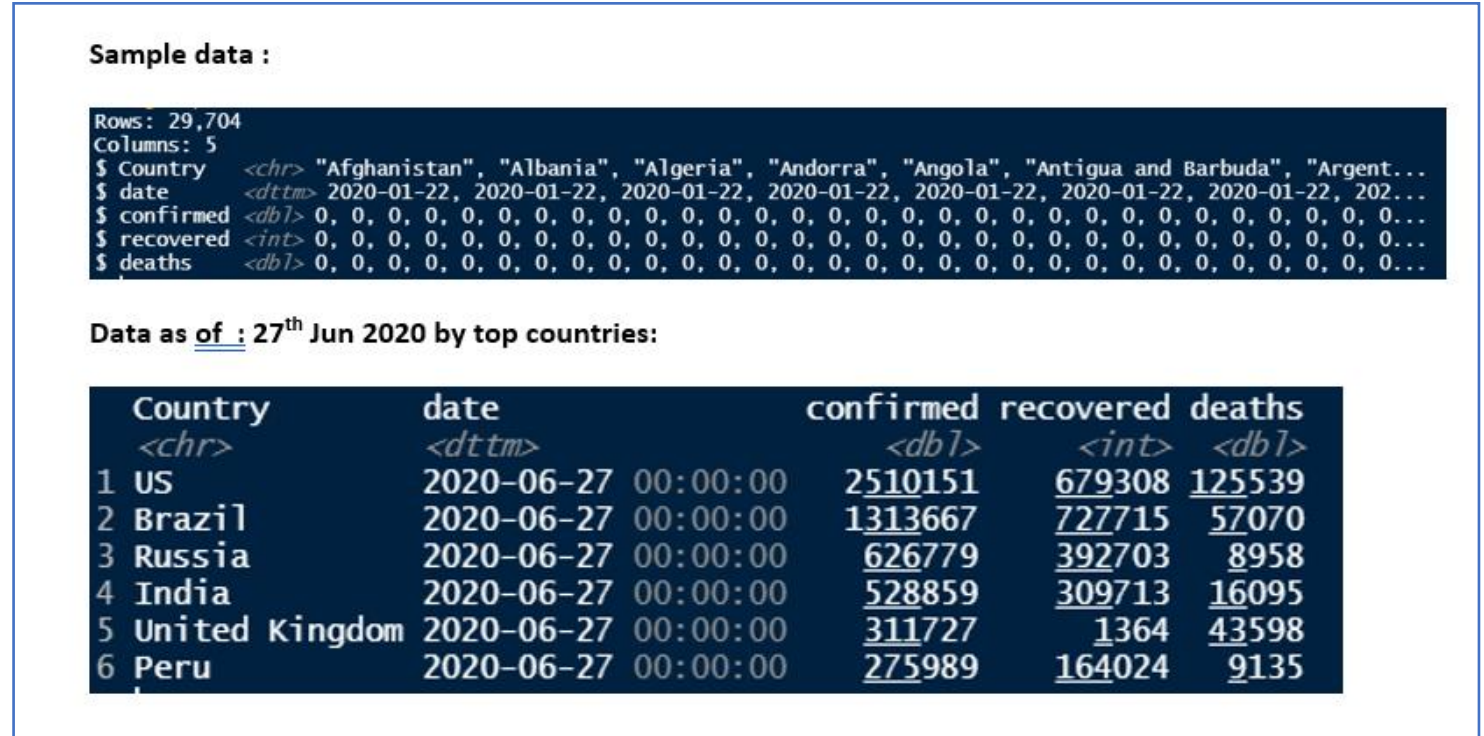 Sample data :
Rows: 29,704
Columns: 5
$ Country <chr> "Afghanistan", "Albania", "Algeria", "Andorra", "Angola", "Antigua and Barbuda", "Argent...
$ date <dttm> 2020-01-22, 2020-01-22, 2020-01-22, 2020-01-22, 2020-01-22, 2020-01-22, 2020-01-22, 202...
$ confirmed <dbl> 0, 0, 0, 0, 0, 0, 0, 0, 0, 0, 0, 0, 0, 0, 0, 0, 0, 0, 0, 0, 0, 0, 0, 0, 0, 0, 0, 0, 0, 0...
$ recovered <int> 0, 0, 0, 0, 0, 0, 0, 0, 0, 0, 0, 0, 0, 0, 0, 0, 0, 0, 0, 0, 0, 0, 0, 0, 0, 0, 0, 0, 0, 0...
$ deaths <dbl> 0, 0, 0, 0, 0, 0, 0, 0, 0, 0, 0, 0, 0, 0, 0, 0, 0, 0, 0, 0, 0, 0, 0, 0, 0, 0, 0, 0, 0, 0...
Data as of : 27th Jun 2020 by top countries:
Country date confirmed recovered deaths
<chr> <dttm> <dbl> <int> <dbl>
1 US 2020-06-27 00:00:00 2510151 679308 125539
2 Brazil 2020-06-27 00:00:00 1313667 727715 57070
3 Russia 2020-06-27 00:00:00 626779 392703 8958
4 India 2020-06-27 00:00:00 528859 309713 16095
5 United Kingdom 2020-06-27 00:00:00 311727 1364 43598
6 Peru 2020-06-27 00:00:00 275989 164024 9135